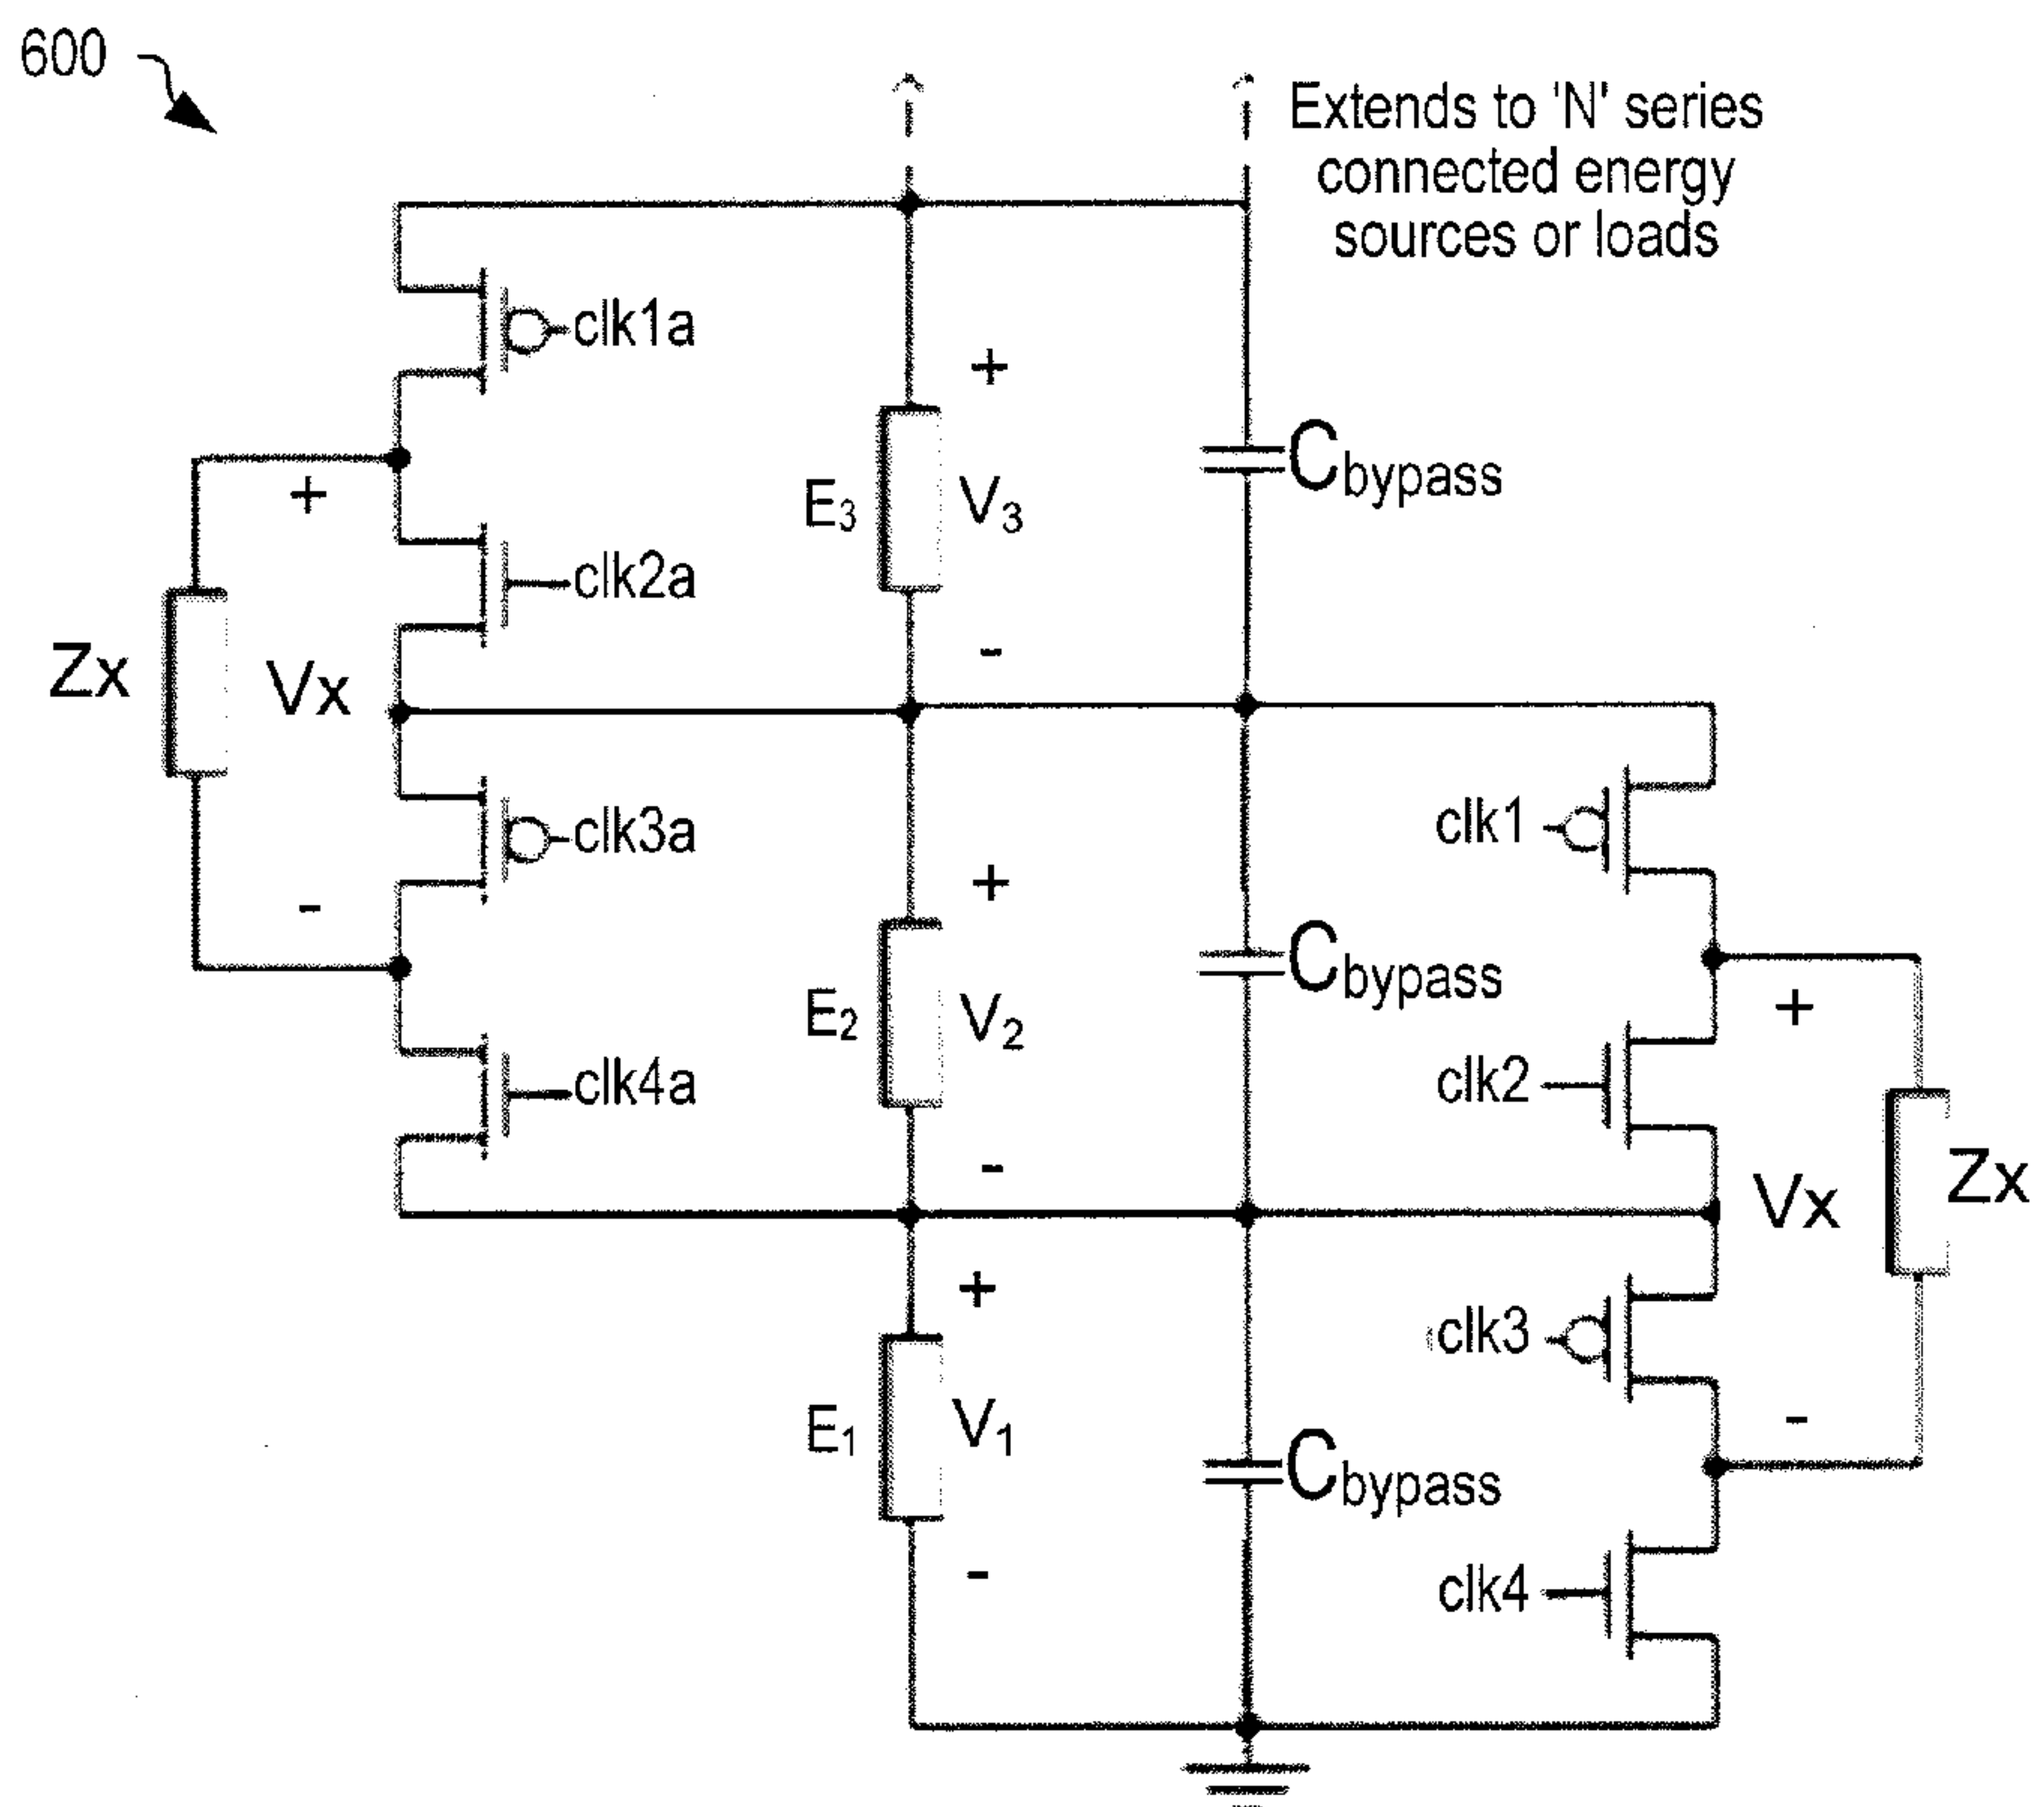 600
Extends to 'N' series
connected energy
sources or loads
clk1a
+
E₃
V₃
Cbypass
+
clk2a
-
Zx
Vx
clk3a
-
clk1
+
E₂
V₂
Cbypass
+
clk4a
clk2
-
Vx
Zx
+
clk3
E₁
V₁
Cbypass
-
clk4
-